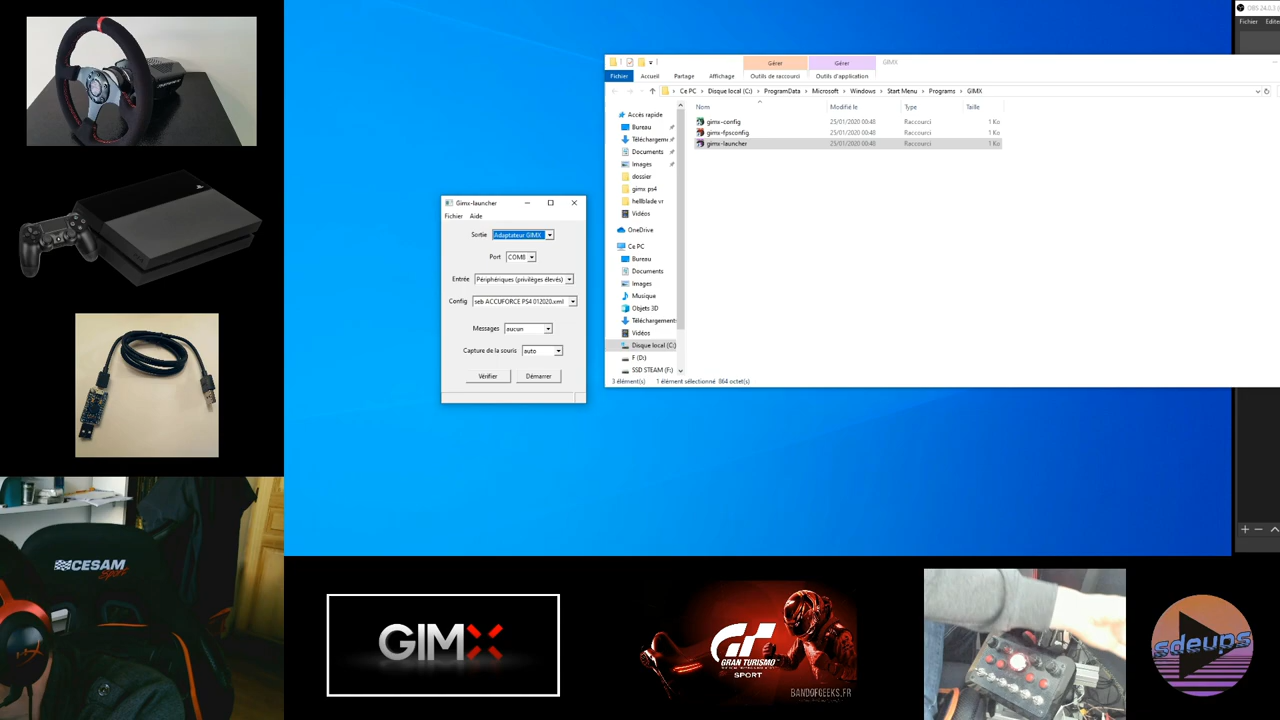 OBS 24.0.3
Fichier
Gérer
Gérer
GIMX
Fichier
Accueil
Partage
Affichage
Outils de raccourci
Outils d'application
Ce PC
Disque local (C:)
ProgramData
Microsoft
Windows
Start Menu
Programs
GIMX
Nom
Modifié le
Type
Taille
Accès rapide
Bureau
Documents
Images
dossier
gimx ps4
hellblade vr
Vidéos
OneDrive
Ce PC
Bureau
Documents
Images
Musique
Objets 3D
Vidéos
Disque local (C:)
F (D:)
SSD STEAM (F:)
gimx-config 25/01/2020 00:48 Raccourci 1 Ko
gimx-fpsconfig 25/01/2020 00:48 Raccourci 1 Ko
gimx-launcher 25/01/2020 00:48 Raccourci 1 Ko
3 élément(s) 1 élément sélectionné 864 octet(s)
Gimx-launcher
Fichier Aide
Sortie Adaptateur GIMX
Port COM8
Entrée Périphériques (privilèges élevés)
Config seb ACCUFORCE PS4 012020.xml
Messages aucun
Capture de la souris auto
Vérifier Démarrer
CESAM
Sport
GIMX
GT
GRAN TURISMO
SPORT
BANDOFGEEKS.FR
sdeups